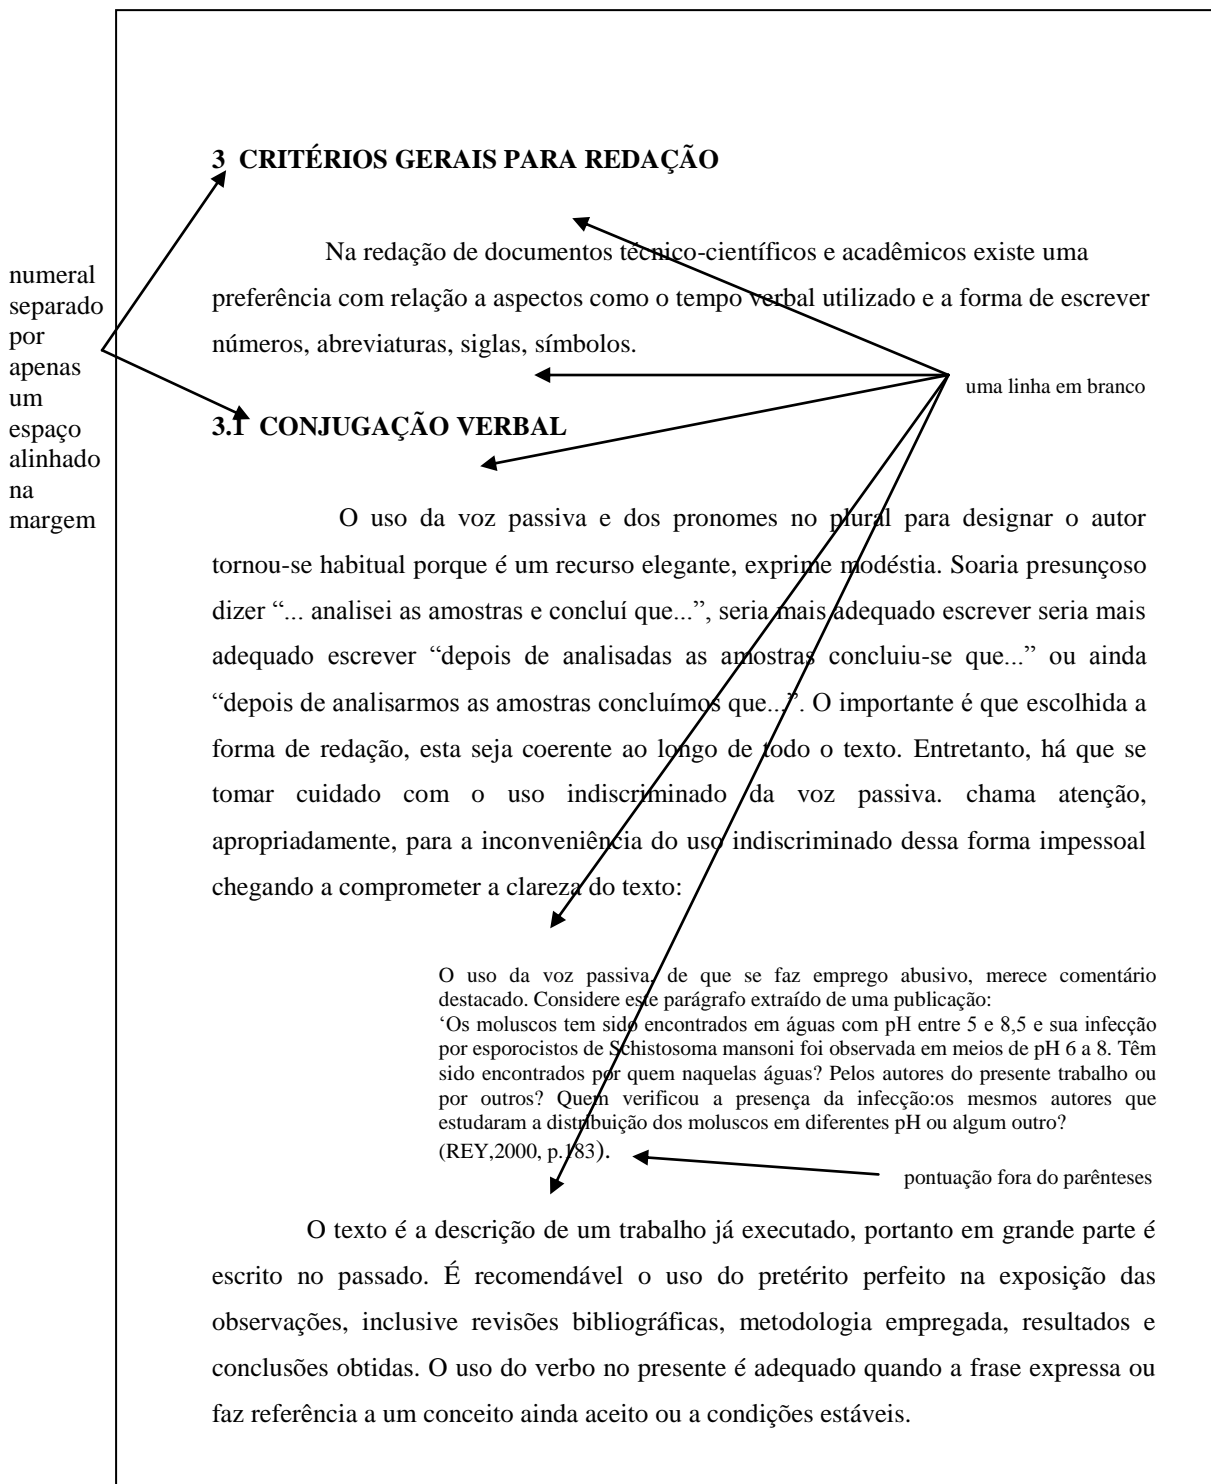 3 CRITÉRIOS GERAIS PARA REDAÇÃO
Na redação de documentos técnico-científicos e acadêmicos existe uma
preferência com relação a aspectos como o tempo verbal utilizado e a forma de escrever
números, abreviaturas, siglas, símbolos.
numeral
separado
por
apenas
um
espaço
alinhado
na
margem
uma linha em branco
3.1 CONJUGAÇÃO VERBAL
O uso da voz passiva e dos pronomes no plural para designar o autor
tornou-se habitual porque é um recurso elegante, exprime modéstia. Soaria presunçoso
dizer “... analisei as amostras e concluí que...”, seria mais adequado escrever seria mais
adequado escrever “depois de analisadas as amostras concluiu-se que...” ou ainda
“depois de analisarmos as amostras concluímos que...”. O importante é que escolhida a
forma de redação, esta seja coerente ao longo de todo o texto. Entretanto, há que se
tomar cuidado com o uso indiscriminado da voz passiva. chama atenção,
apropriadamente, para a inconveniência do uso indiscriminado dessa forma impessoal
chegando a comprometer a clareza do texto:
O uso da voz passiva, de que se faz emprego abusivo, merece comentário
destacado. Considere este parágrafo extraído de uma publicação:
‘Os moluscos tem sido encontrados em águas com pH entre 5 e 8,5 e sua infecção
por esporocistos de Schistosoma mansoni foi observada em meios de pH 6 a 8. Têm
sido encontrados por quem naquelas águas? Pelos autores do presente trabalho ou
por outros? Quem verificou a presença da infecção:os mesmos autores que
estudaram a distribuição dos moluscos em diferentes pH ou algum outro?
(REY,2000, p.183).
pontuação fora do parênteses
O texto é a descrição de um trabalho já executado, portanto em grande parte é
escrito no passado. É recomendável o uso do pretérito perfeito na exposição das
observações, inclusive revisões bibliográficas, metodologia empregada, resultados e
conclusões obtidas. O uso do verbo no presente é adequado quando a frase expressa ou
faz referência a um conceito ainda aceito ou a condições estáveis.